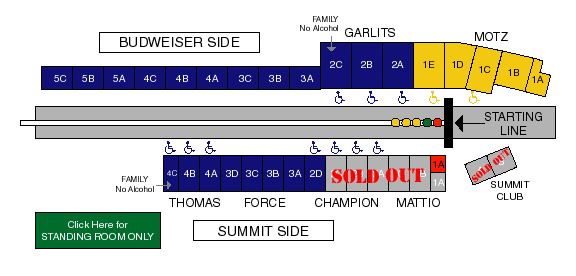 FAMILY
No Alcohol
GARLITS
MOTZ
BUDWEISER SIDE
5C 5B 5A 4C 4B 4A 3C 3B 3A 2C 2B 2A 1E 1D 1C 1B 1A
STARTING
LINE
4C 4B 4A 3D 3C 3B 3A 2D SOLD OUT 1A
1A
SOLD OUT
FAMILY
No Alcohol
THOMAS FORCE CHAMPION MATTIO
SUMMIT
CLUB
Click Here for
STANDING ROOM ONLY
SUMMIT SIDE